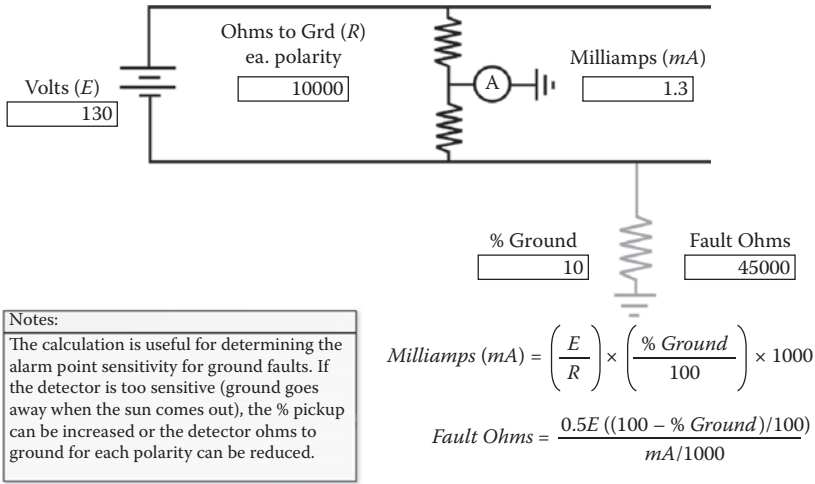 Ohms to Grd (R)
ea. polarity
10000
Volts (E)
130
A
Milliamps (mA)
1.3
% Ground
10
Fault Ohms
45000
Notes:
The calculation is useful for determining the
alarm point sensitivity for ground faults. If
the detector is too sensitive (ground goes
away when the sun comes out), the % pickup
can be increased or the detector ohms to
ground for each polarity can be reduced.
Milliamps (mA) = (E/R) × (% Ground/100) × 1000
Fault Ohms = 0.5E ((100 – % Ground)/100)/mA/1000